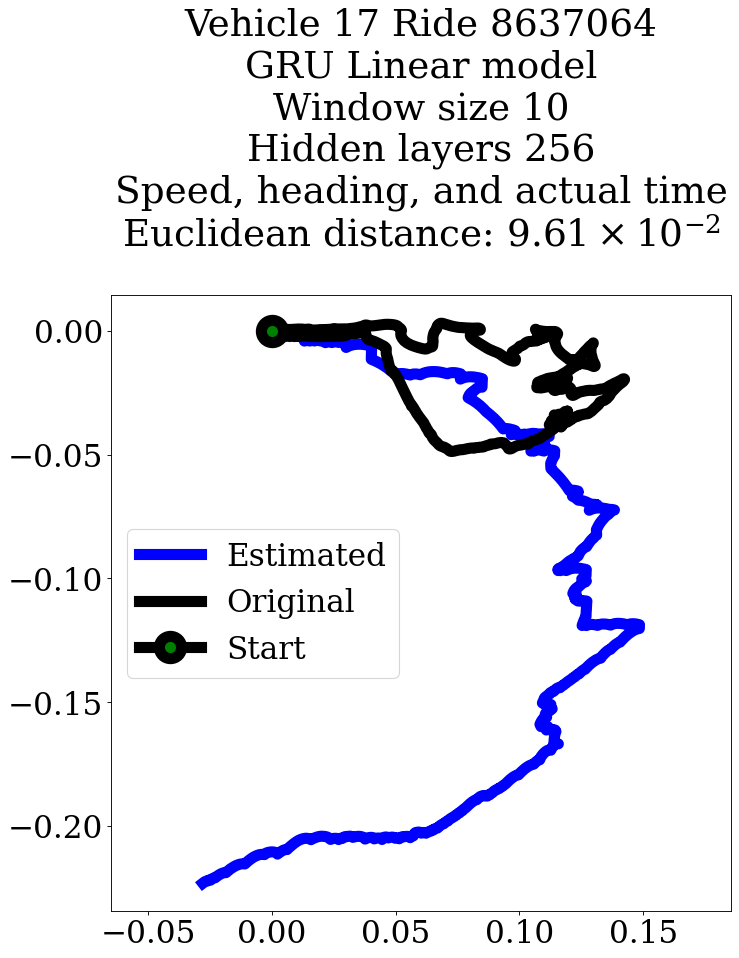 Vehicle 17 Ride 8637064
GRU Linear model
Window size 10
Hidden layers 256
Speed, heading, and actual time
Euclidean distance: 9.61 × 10⁻²
0.00
−0.05
−0.10
−0.15
−0.20
Estimated
Original
Start
−0.05 0.00 0.05 0.10 0.15